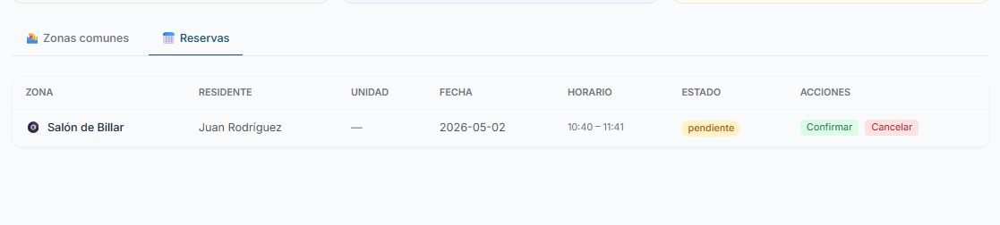 Zonas comunes Reservas
ZONA RESIDENTE UNIDAD FECHA HORARIO ESTADO ACCIONES
Salón de Billar Juan Rodríguez — 2026-05-02 10:40 – 11:41 pendiente Confirmar Cancelar